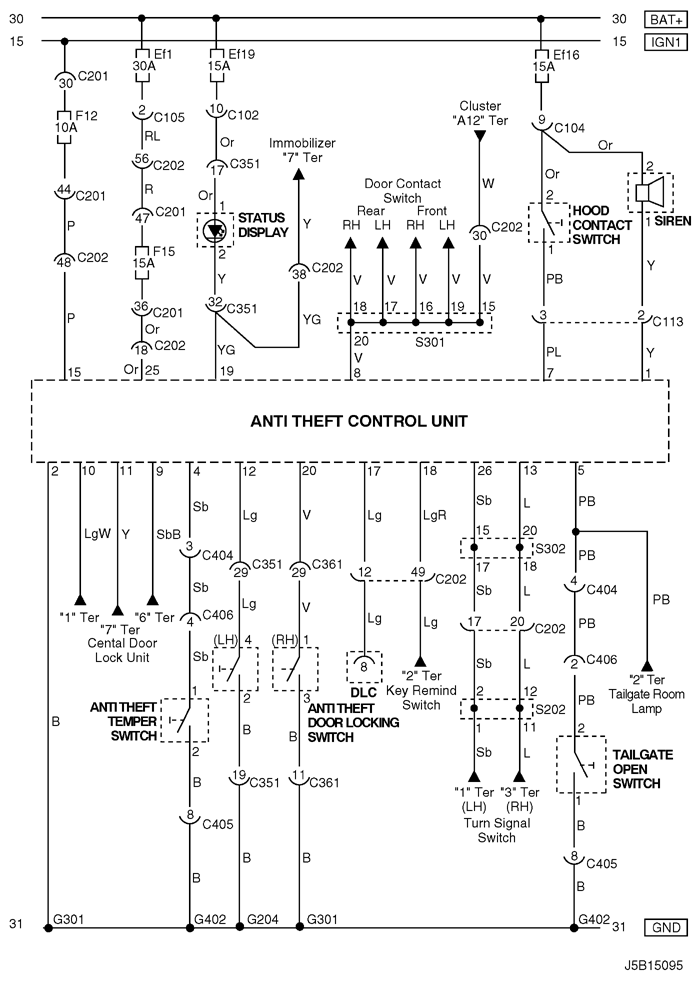 30 30 BAT+
15 15 IGN1
Ef1 Ef19 Ef16
30A 15A 15A
C201
30
F12
10A
2 C105
RL
10 C102
Or
Cluster
"A12" Ter
9 C104
Or
56 C202
R
17 C351
Immobilizer
"7" Ter
W
Or
2
44 C201
47 C201
Or 1
STATUS
DISPLAY
2
Door Contact
Switch
Rear Front
RH LH RH LH
2
HOOD
CONTACT
SWITCH
1
SIREN
1
P
F15
15A
Y
Y
30 C202
48 C202
38 C202
V V V V V
PB Y
36 C201
Or
32 C351
YG
18 17 16 19 15
S301
3 2 C113
P
18 C202
YG
20
V
PL Y
15 Or 25 19 8 7 1
ANTI THEFT CONTROL UNIT
2 10 11 9 4 12 20 17 18 26 13 5
LgW Y SbB Sb Lg V Lg LgR Sb L PB
15 20 S302
3 C404
29 C351
29 C361
12 49 C202
17 18
PB
Sb Lg V Lg Lg Sb L
4 C404
PB
PB
"1" Ter
"7" Ter
"6" Ter
Cental Door
Lock Unit
4 C406
17 20 C202
Sb
(LH) 4
(RH) 1
8
DLC
"2" Ter
Key Remind
Switch
Sb L
2 C406
"2" Ter
Tailgate Room
Lamp
ANTI THEFT
TEMPER
SWITCH
1
2
2
3
ANTI THEFT
DOOR LOCKING
SWITCH
2 12 S202
1 11
PB
2
B
B B
Sb L
TAILGATE
OPEN
SWITCH
1
B
19 C351
11 C361
"1" Ter
(LH)
"3" Ter
(RH)
Turn Signal
Switch
8 C405
B
B B B
8 C405
B
31 G301 G402 G204 G301 G402 31 GND
J5B15095